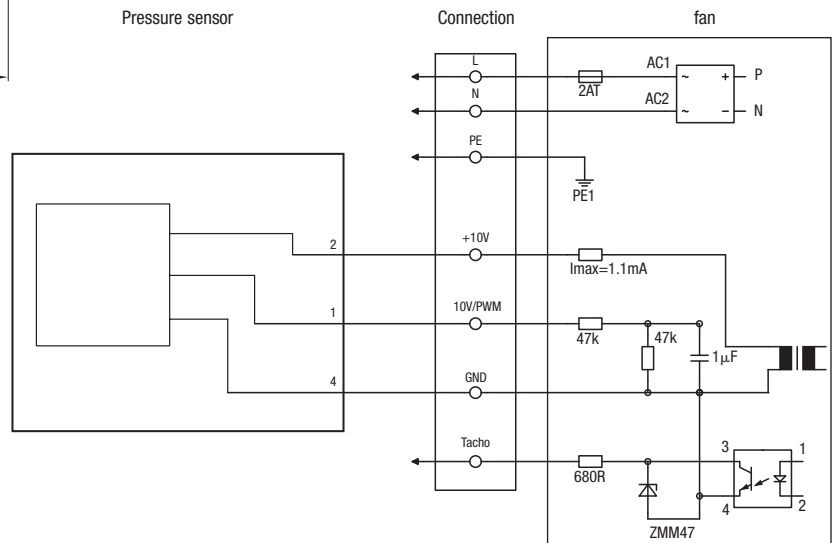 Pressure sensor
Connection
fan
L
AC1
~ + P
2AT
N
AC2
~ − N
PE
PE1
2
+10V
Imax=1.1mA
1
10V/PWM
47k
47k
1µF
4
GND
Tacho
680R
3
1
4
2
ZMM47